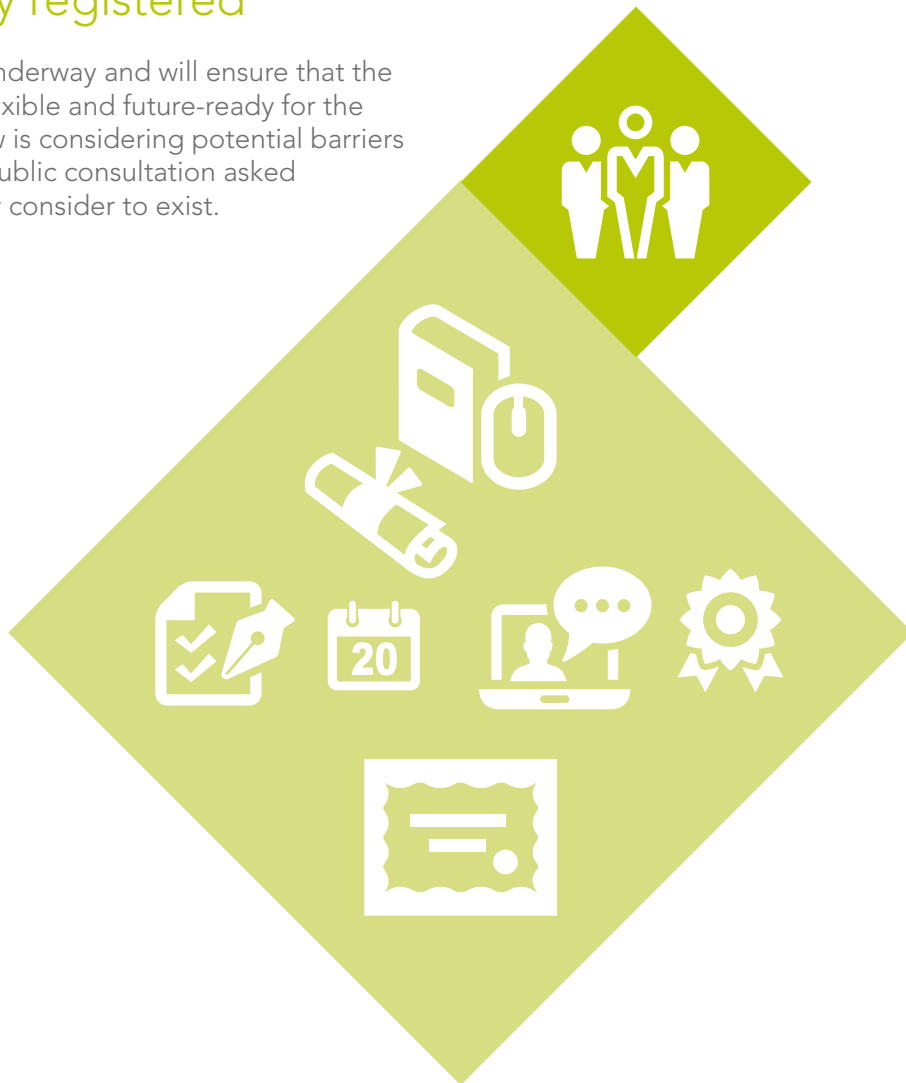 y registered
nderway and will ensure that the
xible and future-ready for the
w is considering potential barriers
ublic consultation asked
consider to exist.
20